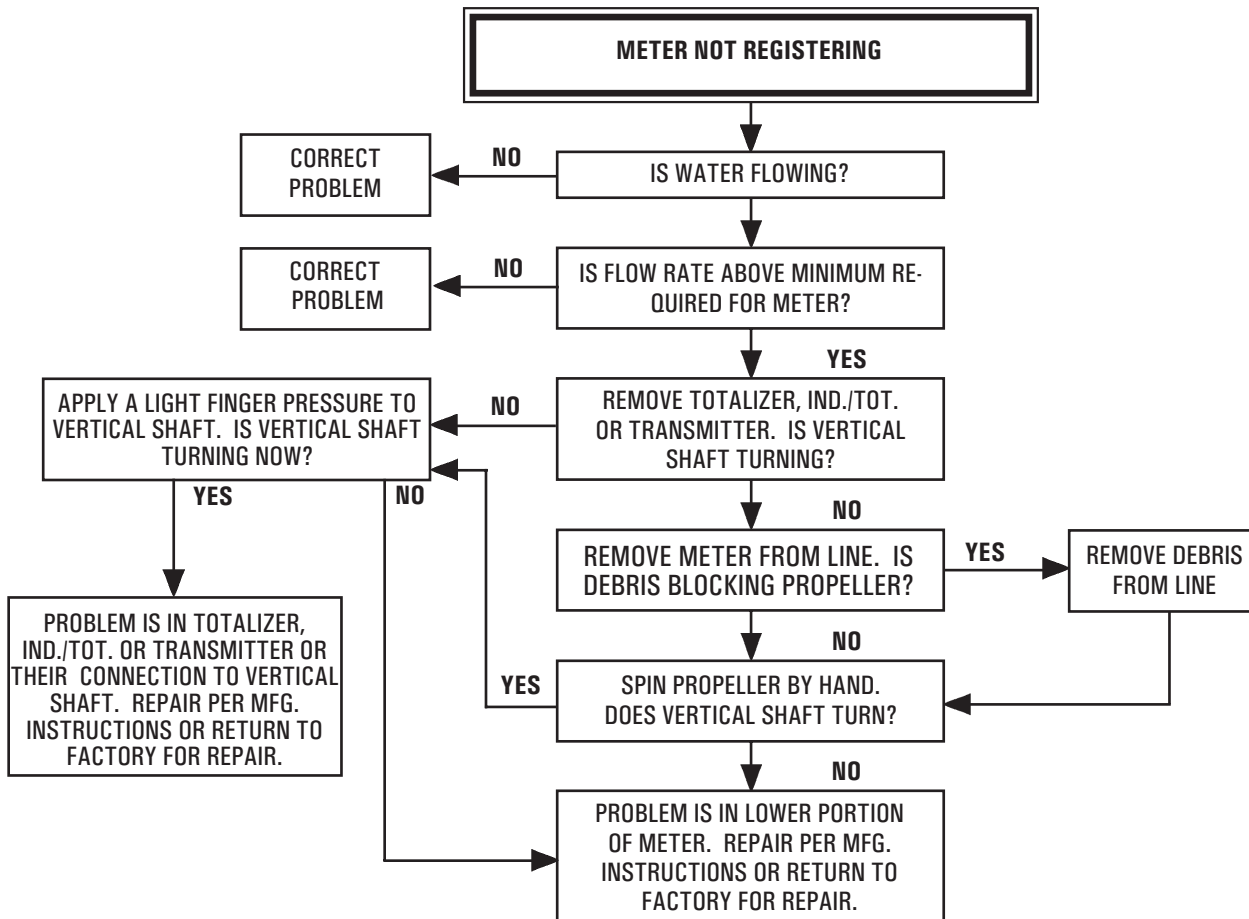 METER NOT REGISTERING
CORRECT
PROBLEM
NO
IS WATER FLOWING?
CORRECT
PROBLEM
NO
IS FLOW RATE ABOVE MINIMUM RE-
QUIRED FOR METER?
YES
APPLY A LIGHT FINGER PRESSURE TO
VERTICAL SHAFT. IS VERTICAL SHAFT
TURNING NOW?
NO
REMOVE TOTALIZER, IND./TOT.
OR TRANSMITTER. IS VERTICAL
SHAFT TURNING?
YES
NO
NO
REMOVE METER FROM LINE. IS
DEBRIS BLOCKING PROPELLER?
YES
REMOVE DEBRIS
FROM LINE
PROBLEM IS IN TOTALIZER,
IND./TOT. OR TRANSMITTER OR
THEIR CONNECTION TO VERTICAL
SHAFT. REPAIR PER MFG.
INSTRUCTIONS OR RETURN TO
FACTORY FOR REPAIR.
NO
YES
SPIN PROPELLER BY HAND.
DOES VERTICAL SHAFT TURN?
NO
PROBLEM IS IN LOWER PORTION
OF METER. REPAIR PER MFG.
INSTRUCTIONS OR RETURN TO
FACTORY FOR REPAIR.